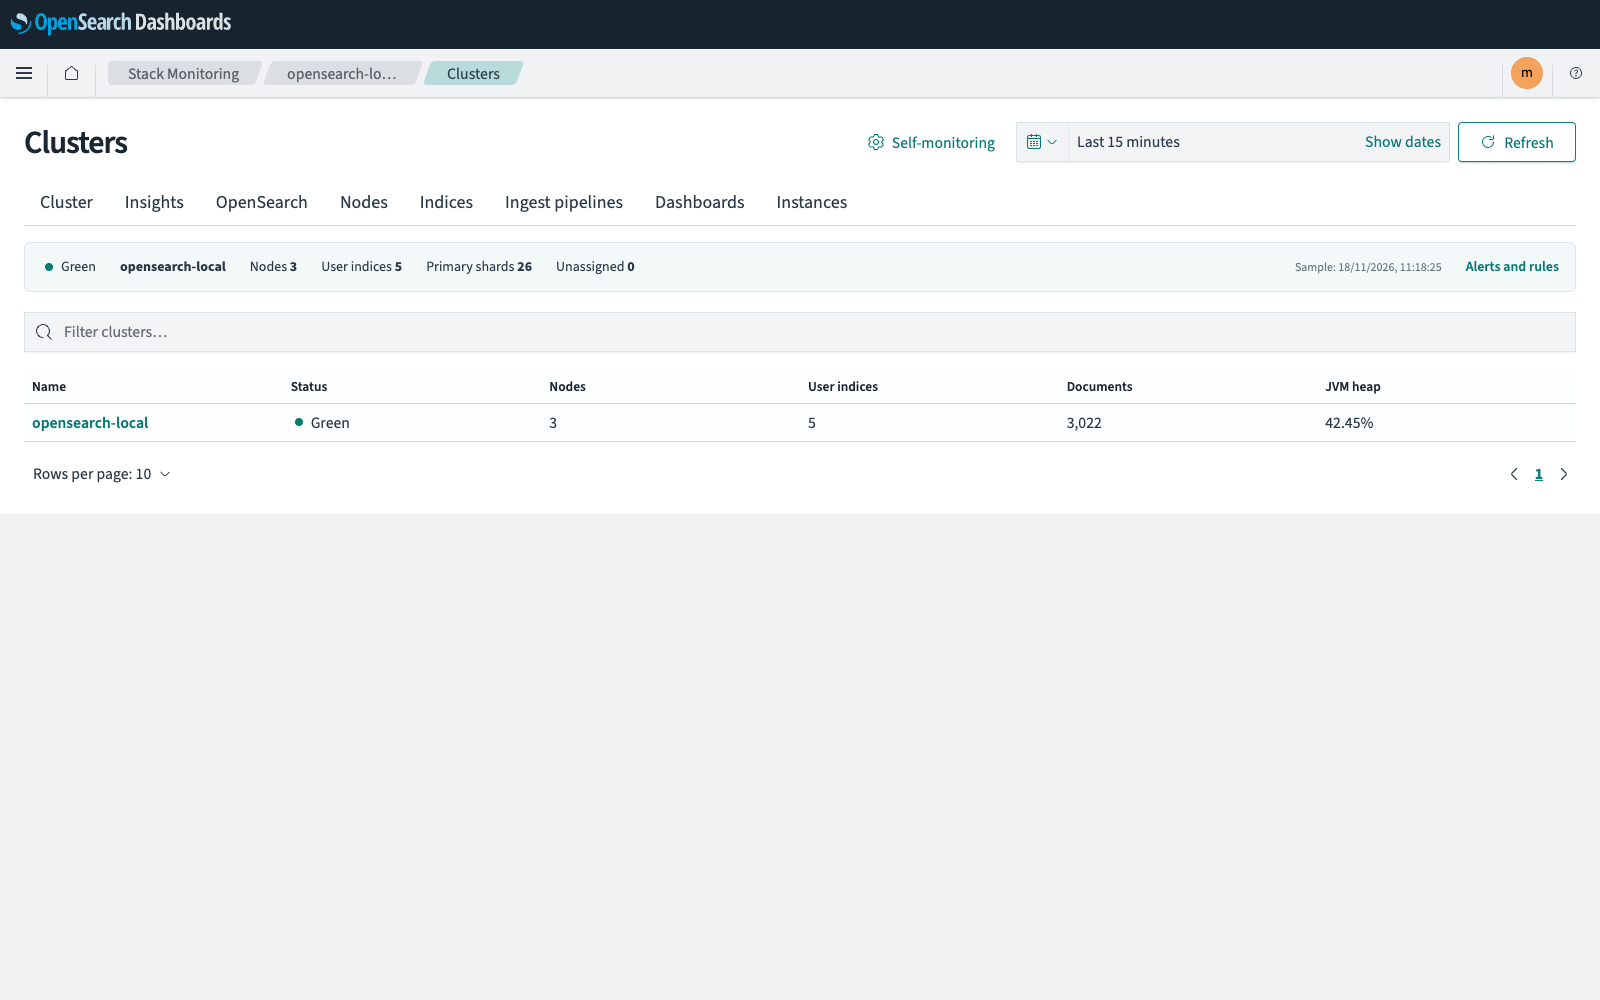 OpenSearch Dashboards
Stack Monitoring
opensearch-lo…
Clusters
m
Clusters
Self-monitoring
Last 15 minutes
Show dates
Refresh
Cluster
Insights
OpenSearch
Nodes
Indices
Ingest pipelines
Dashboards
Instances
Green
opensearch-local
Nodes 3
User indices 5
Primary shards 26
Unassigned 0
Sample: 18/11/2026, 11:18:25
Alerts and rules
Filter clusters…
Name
Status
Nodes
User indices
Documents
JVM heap
opensearch-local
Green
3
5
3,022
42.45%
Rows per page: 10
1